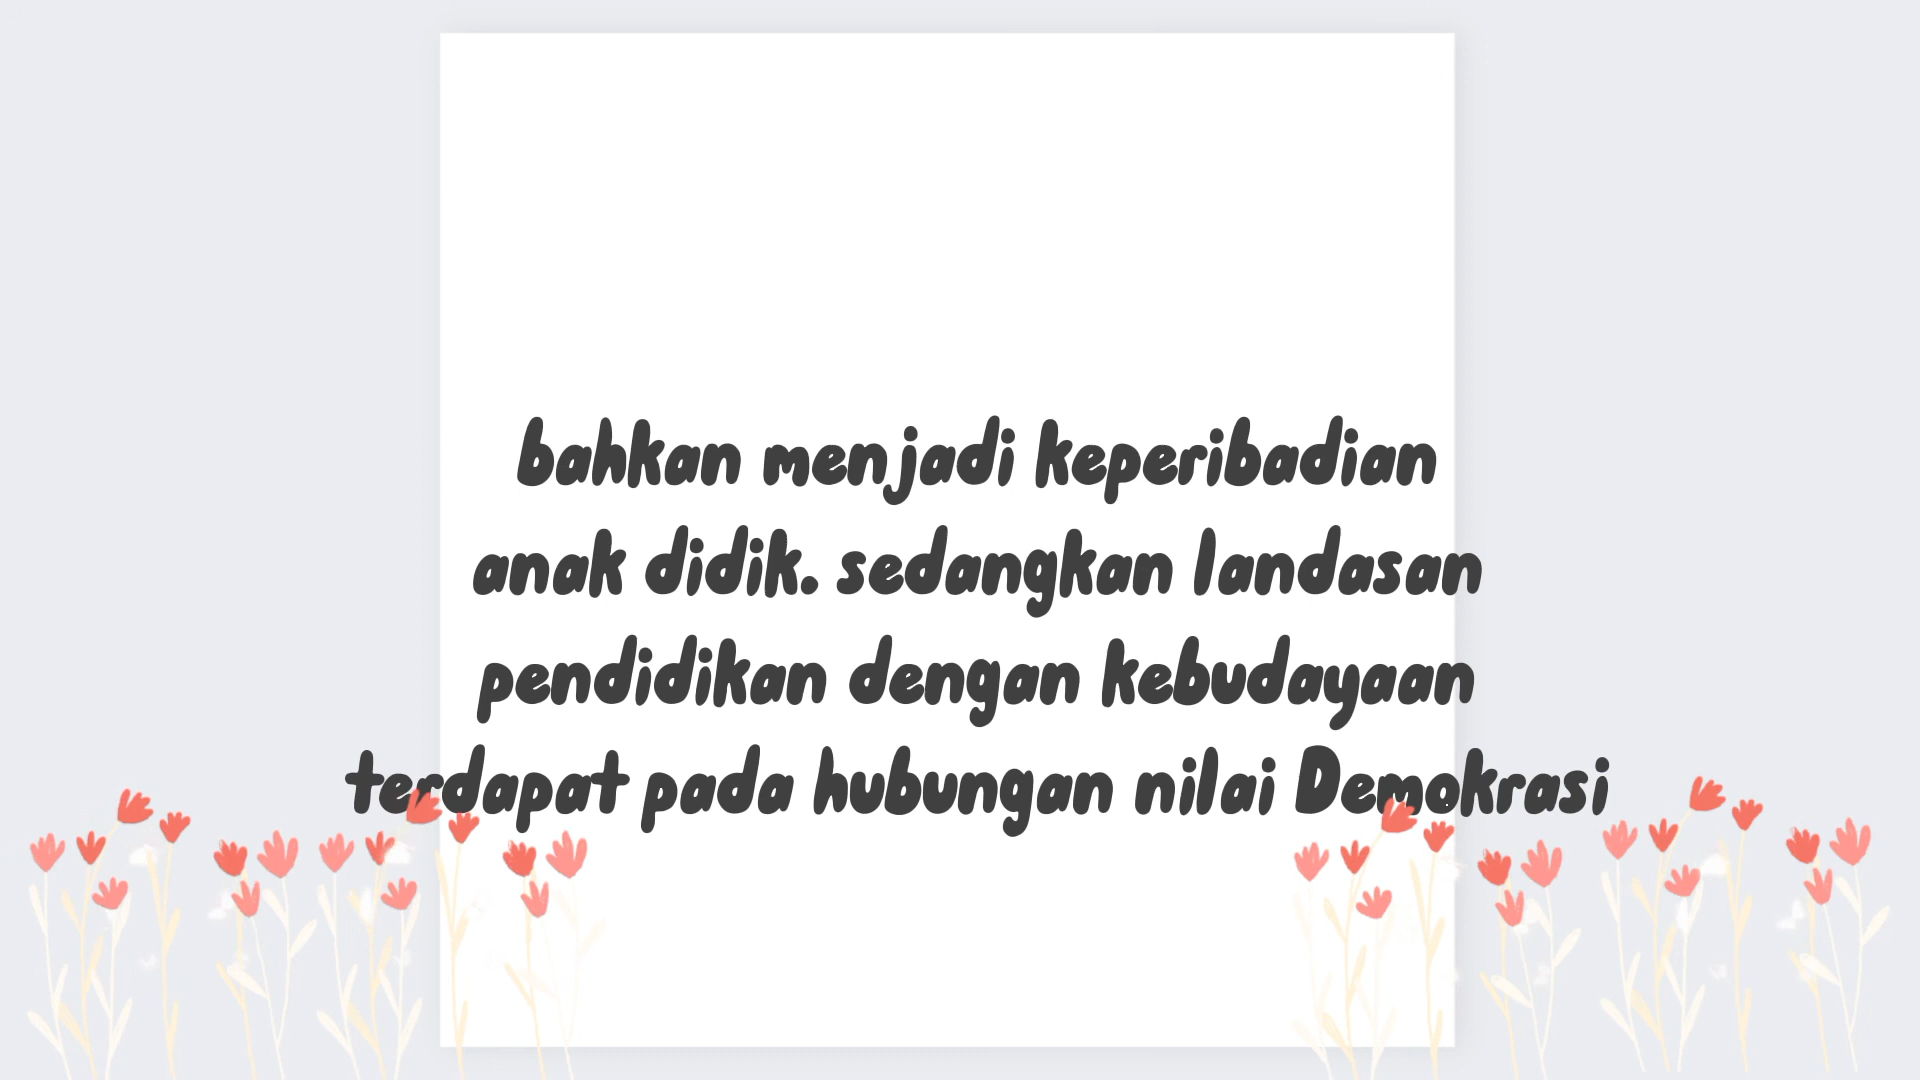 bahkan menjadi keperibadian
anak didik. sedangkan landasan
pendidikan dengan kebudayaan
terdapat pada hubungan nilai Demokrasi